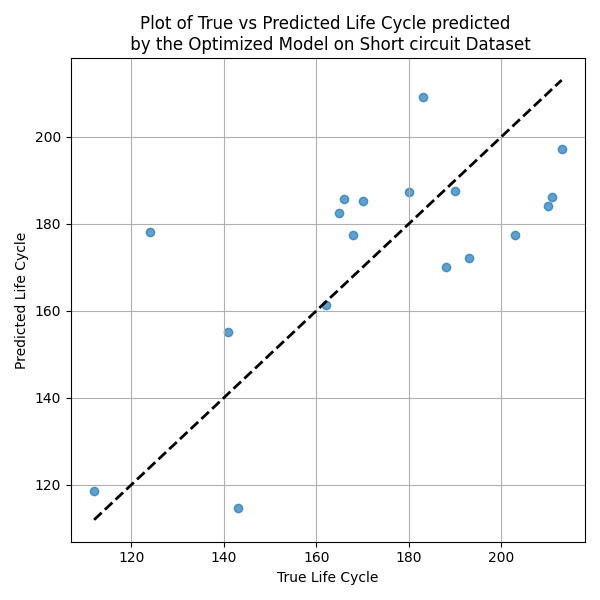 Plot of True vs Predicted Life Cycle predicted
by the Optimized Model on Short circuit Dataset
Predicted Life Cycle
200
180
160
140
120
120 140 160 180 200
True Life Cycle